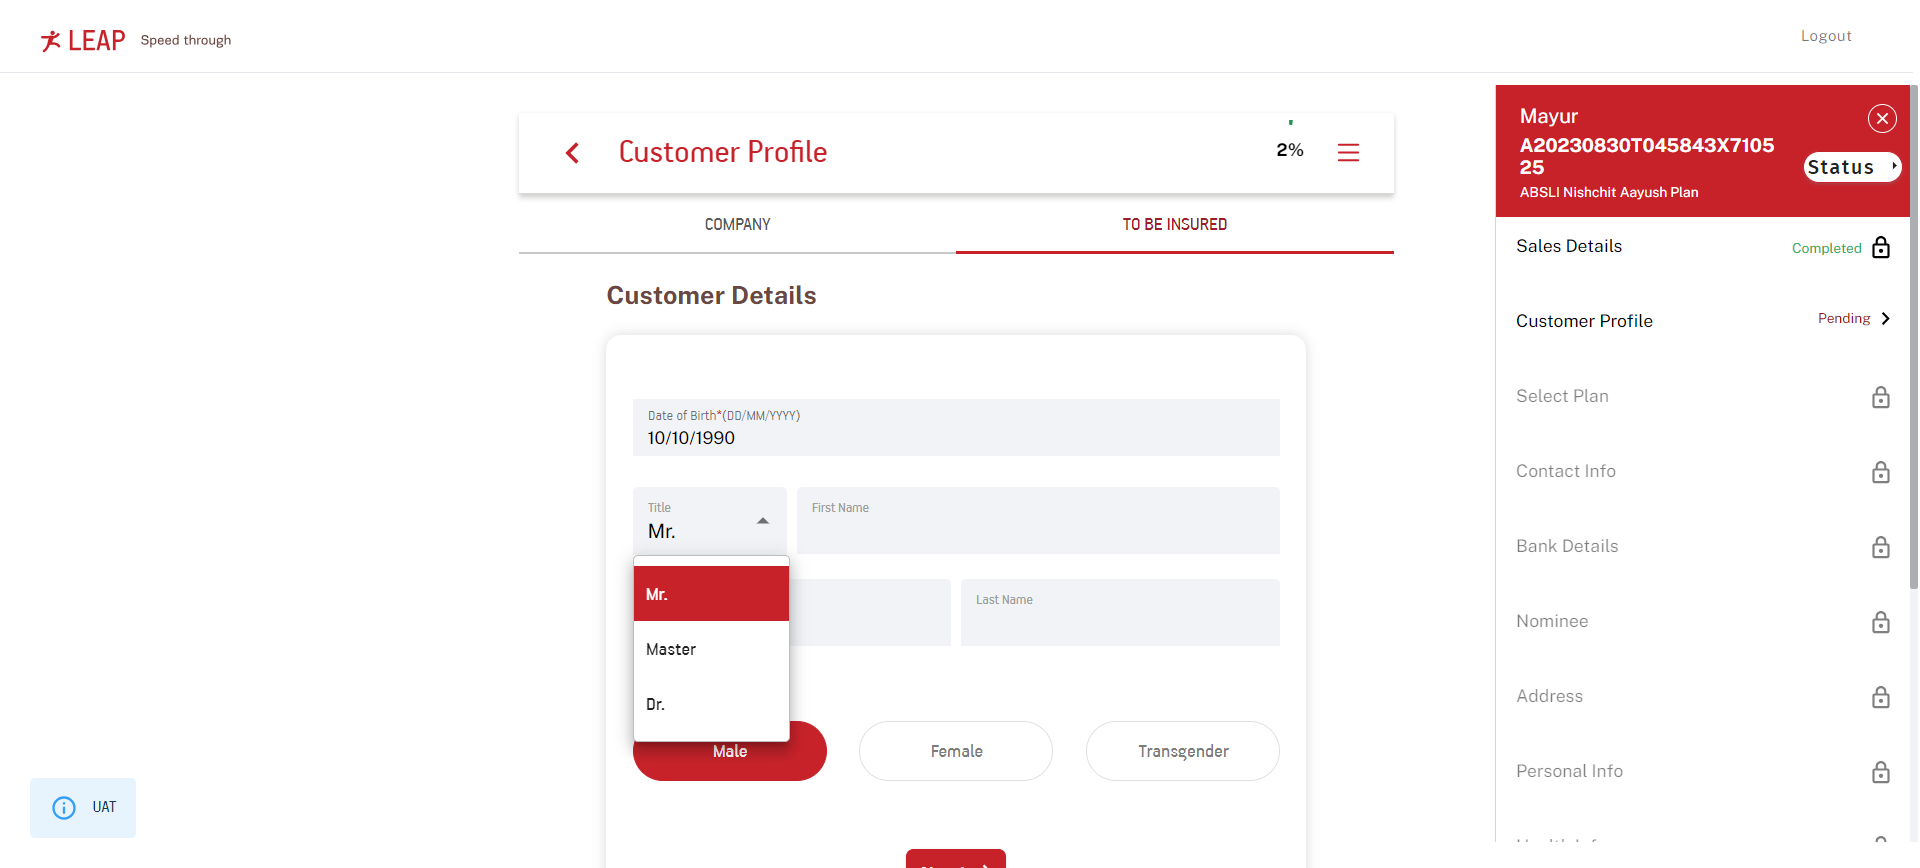 LEAP Speed through
Logout
Customer Profile
2%
COMPANY
TO BE INSURED
Customer Details
Date of Birth*(DD/MM/YYYY)
10/10/1990
Title
Mr.
First Name
Mr.
Master
Dr.
Last Name
Male
Female
Transgender
UAT
Mayur
A20230830T045843X7105
25
ABSLI Nishchit Aayush Plan
Status
Sales Details
Completed
Customer Profile
Pending
Select Plan
Contact Info
Bank Details
Nominee
Address
Personal Info